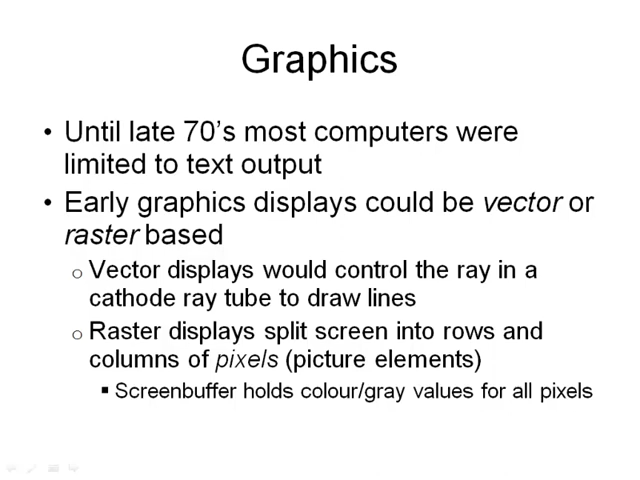 Graphics
• Until late 70's most computers were
limited to text output
• Early graphics displays could be vector or
raster based
o Vector displays would control the ray in a
cathode ray tube to draw lines
o Raster displays split screen into rows and
columns of pixels (picture elements)
▪ Screenbuffer holds colour/gray values for all pixels